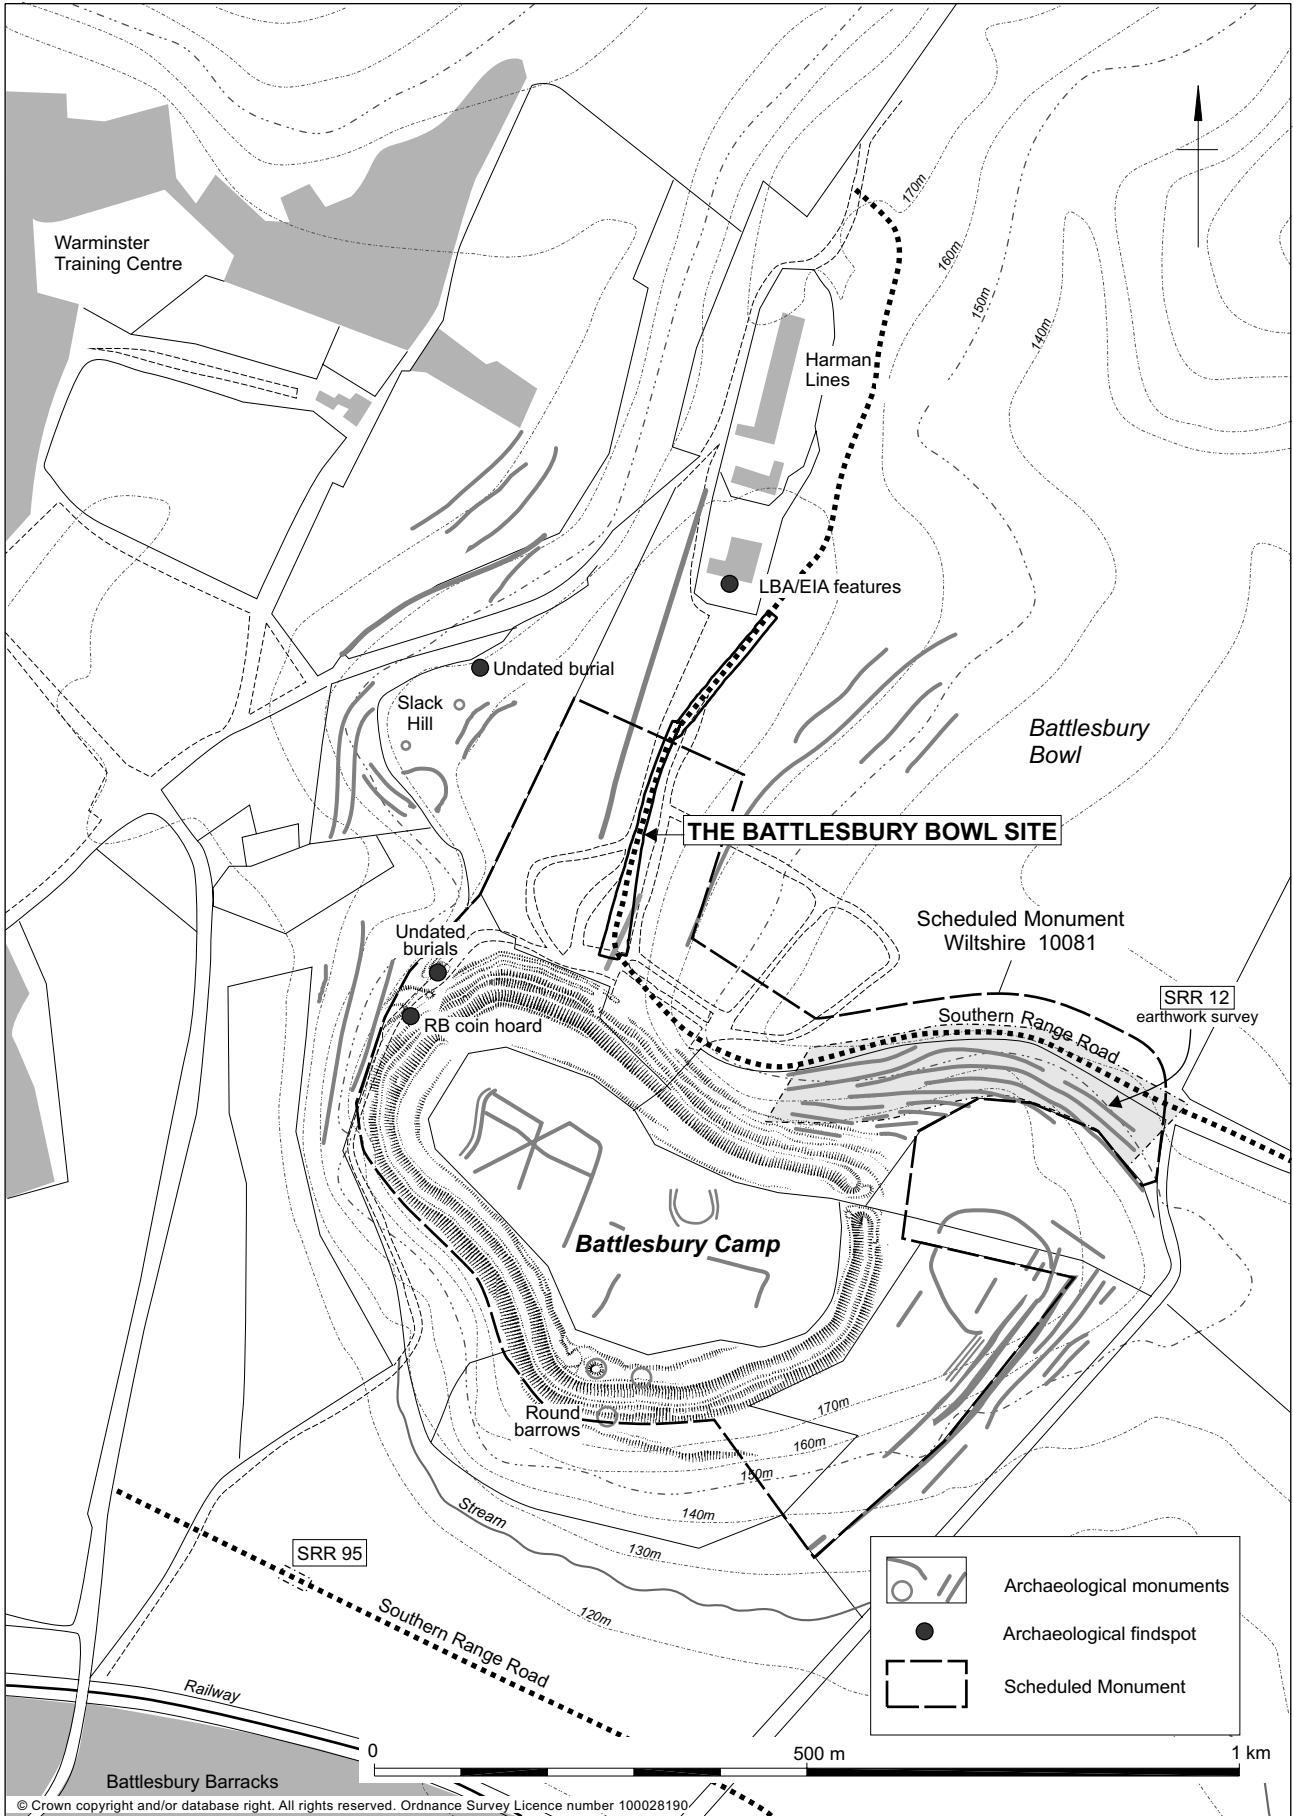 Warminster
Training Centre
170m
160m
150m
140m
Harman
Lines
LBA/EIA features
Undated burial
Slack
Hill
Battlesbury
Bowl
THE BATTLESBURY BOWL SITE
Scheduled Monument
Wiltshire 10081
Undated
burials
SRR 12
earthwork survey
Southern Range Road
RB coin hoard
Battlesbury Camp
Round
barrows
170m
160m
150m
140m
130m
120m
Stream
SRR 95
Southern Range Road
Railway
Battlesbury Barracks
Archaeological monuments
Archaeological findspot
Scheduled Monument
0
500 m
1 km
© Crown copyright and/or database right. All rights reserved. Ordnance Survey Licence number 100028190